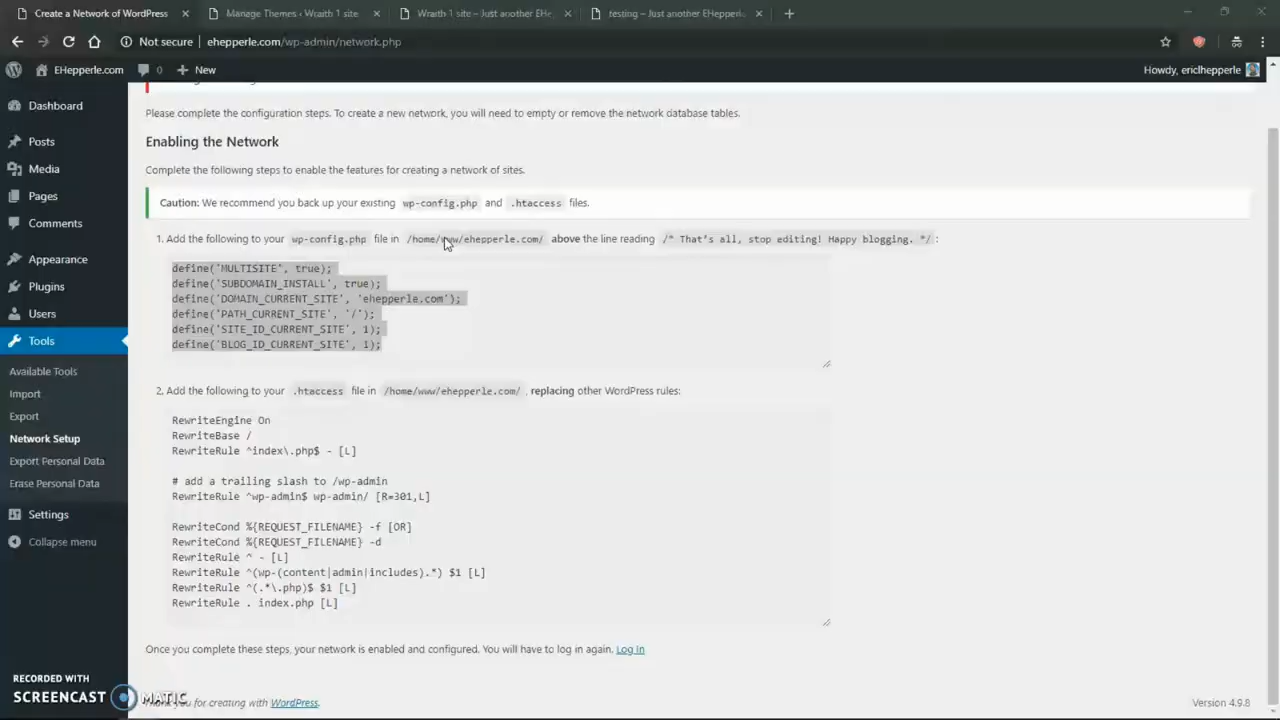 Create a Network of WordPress
Manage Themes ‹ Wraith 1 site
Wraith 1 site – Just another EHe
testing – Just another EHepperle
Not secure
ehepperle.com/wp-admin/network.php
EHepperle.com
0
New
Howdy, erichepperle
Dashboard
Posts
Media
Pages
Comments
Appearance
Plugins
Users
Tools
Available Tools
Import
Export
Network Setup
Export Personal Data
Erase Personal Data
Settings
Collapse menu
Please complete the configuration steps. To create a new network, you will need to empty or remove the network database tables.
Enabling the Network
Complete the following steps to enable the features for creating a network of sites.
Caution: We recommend you back up your existing wp-config.php and .htaccess files.
1. Add the following to your wp-config.php file in /home/www/ehepperle.com/ above the line reading /* That's all, stop editing! Happy blogging. */ :
define('MULTISITE', true);
define('SUBDOMAIN_INSTALL', true);
define('DOMAIN_CURRENT_SITE', 'ehepperle.com');
define('PATH_CURRENT_SITE', '/');
define('SITE_ID_CURRENT_SITE', 1);
define('BLOG_ID_CURRENT_SITE', 1);
2. Add the following to your .htaccess file in /home/www/ehepperle.com/ , replacing other WordPress rules:
RewriteEngine On
RewriteBase /
RewriteRule ^index\.php$ - [L]
# add a trailing slash to /wp-admin
RewriteRule ^wp-admin$ wp-admin/ [R=301,L]
RewriteCond %{REQUEST_FILENAME} -f [OR]
RewriteCond %{REQUEST_FILENAME} -d
RewriteRule ^ - [L]
RewriteRule ^(wp-(content|admin|includes).*) $1 [L]
RewriteRule ^(.*\.php)$ $1 [L]
RewriteRule . index.php [L]
Once you complete these steps, your network is enabled and configured. You will have to log in again. Log In
RECORDED WITH
SCREENCAST MATIC
you for creating with WordPress.
Version 4.9.8